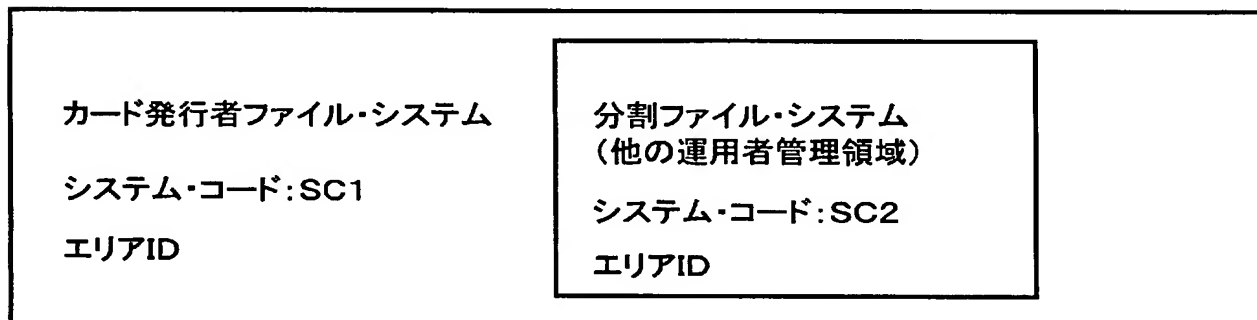 カード発行者ファイル・システム
システム・コード:SC1
エリアID
分割ファイル・システム
(他の運用者管理領域)
システム・コード:SC2
エリアID